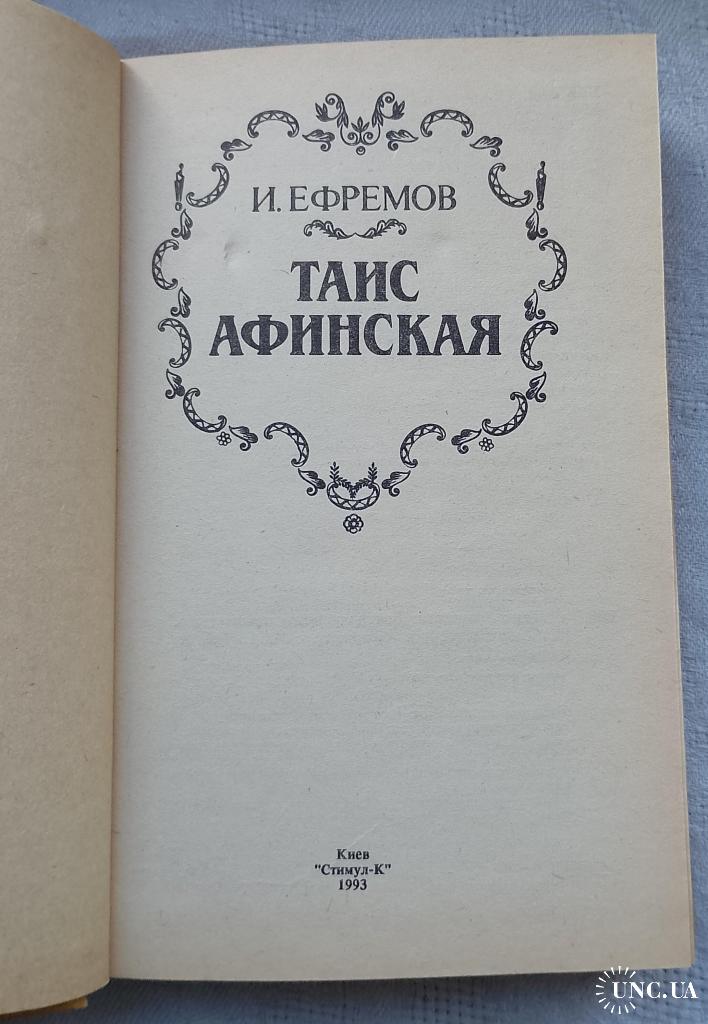 И. ЕФРЕМОВ
ТАИС
АФИНСКАЯ
Киев
"Стимул-К"
1993
UNC.UA